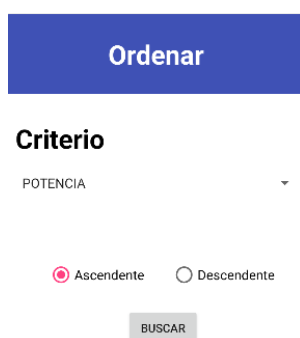 Ordenar
Criterio
POTENCIA
Ascendente Descendente
BUSCAR